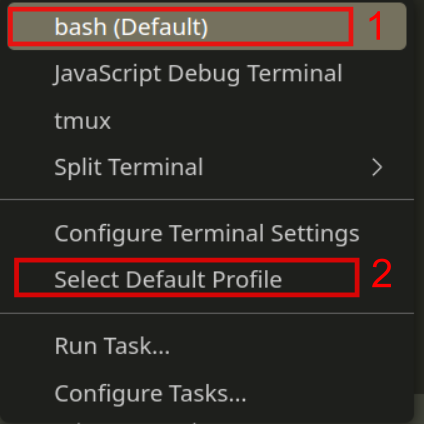 bash (Default) 1
JavaScript Debug Terminal
tmux
Split Terminal
Configure Terminal Settings
Select Default Profile 2
Run Task...
Configure Tasks...